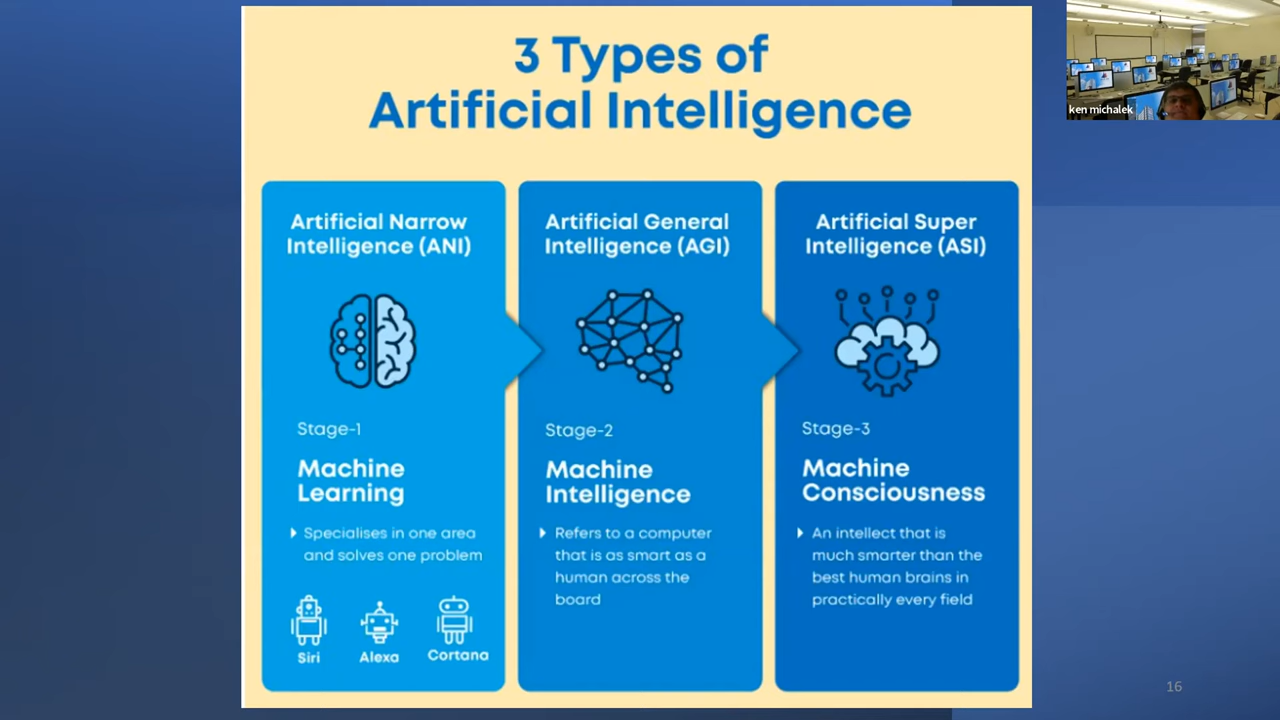 3 Types of
Artificial Intelligence
Artificial Narrow
Intelligence (ANI)
Stage-1
Machine
Learning
Specialises in one area
and solves one problem
Siri
Alexa
Cortana
Artificial General
Intelligence (AGI)
Stage-2
Machine
Intelligence
Refers to a computer
that is as smart as a
human across the
board
Artificial Super
Intelligence (ASI)
Stage-3
Machine
Consciousness
An intellect that is
much smarter than the
best human brains in
practically every field
ken michalek
16